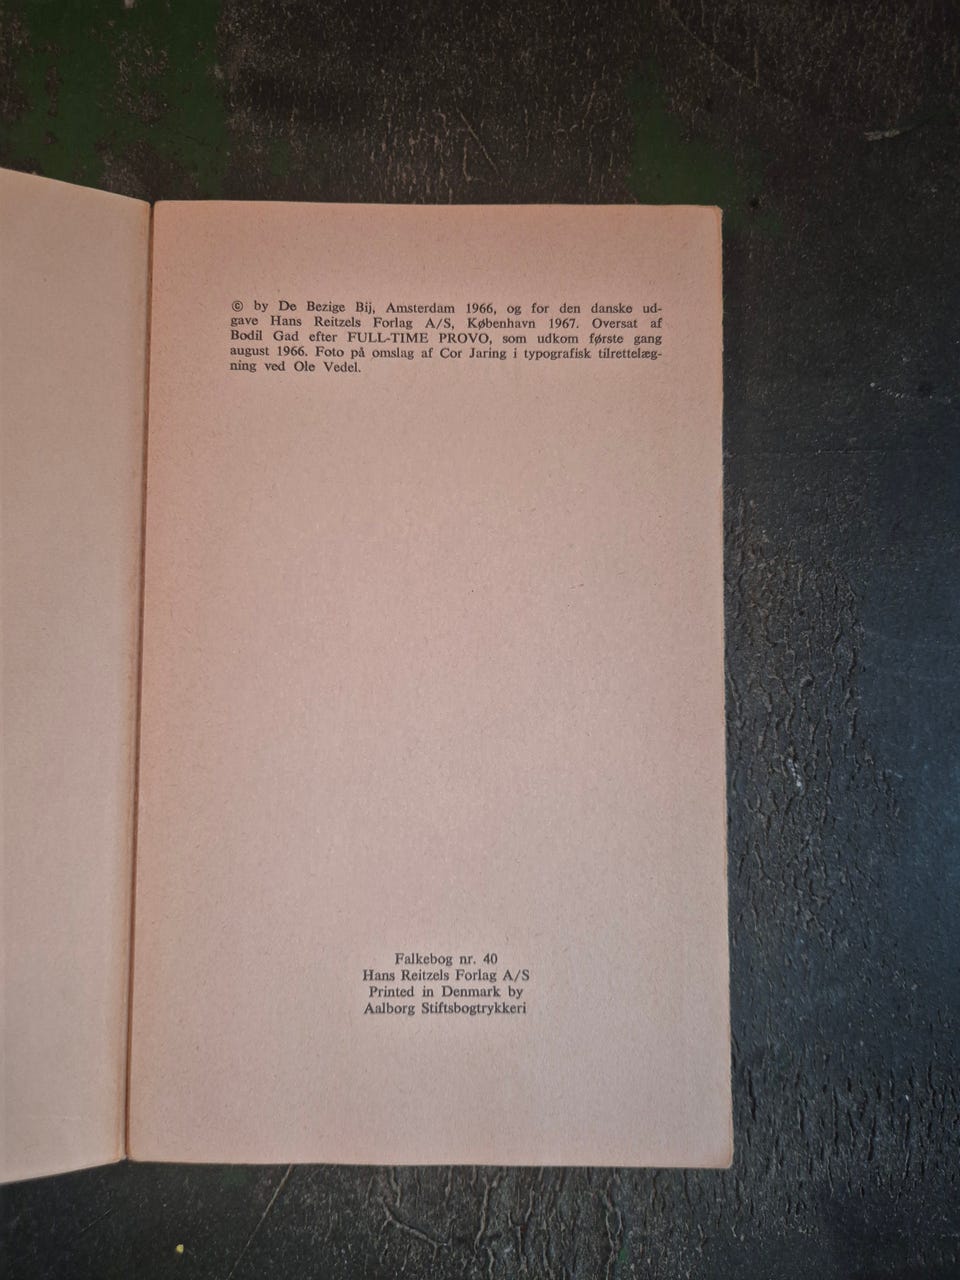 © by De Bezige Bij, Amsterdam 1966, og for den danske ud-
gave Hans Reitzels Forlag A/S, København 1967. Oversat af
Bodil Gad efter FULL-TIME PROVO, som udkom første gang
august 1966. Foto på omslag af Cor Jaring i typografisk tilrettelæg-
ning ved Ole Vedel.
Falkebog nr. 40
Hans Reitzels Forlag A/S
Printed in Denmark by
Aalborg Stiftsbogtrykkeri